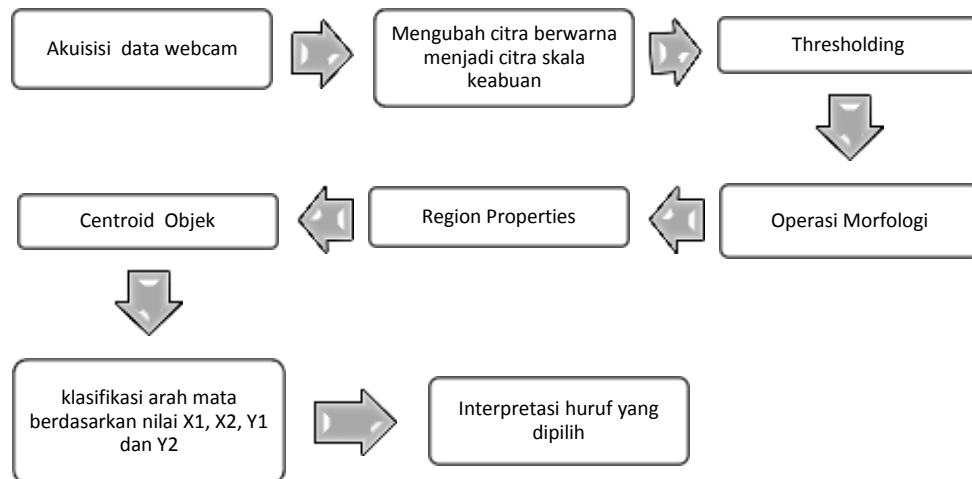 Akuisisi data webcam
Mengubah citra berwarna
menjadi citra skala
keabuan
Thresholding
Operasi Morfologi
Region Properties
Centroid Objek
klasifikasi arah mata
berdasarkan nilai X1, X2, Y1
dan Y2
Interpretasi huruf yang
dipilih